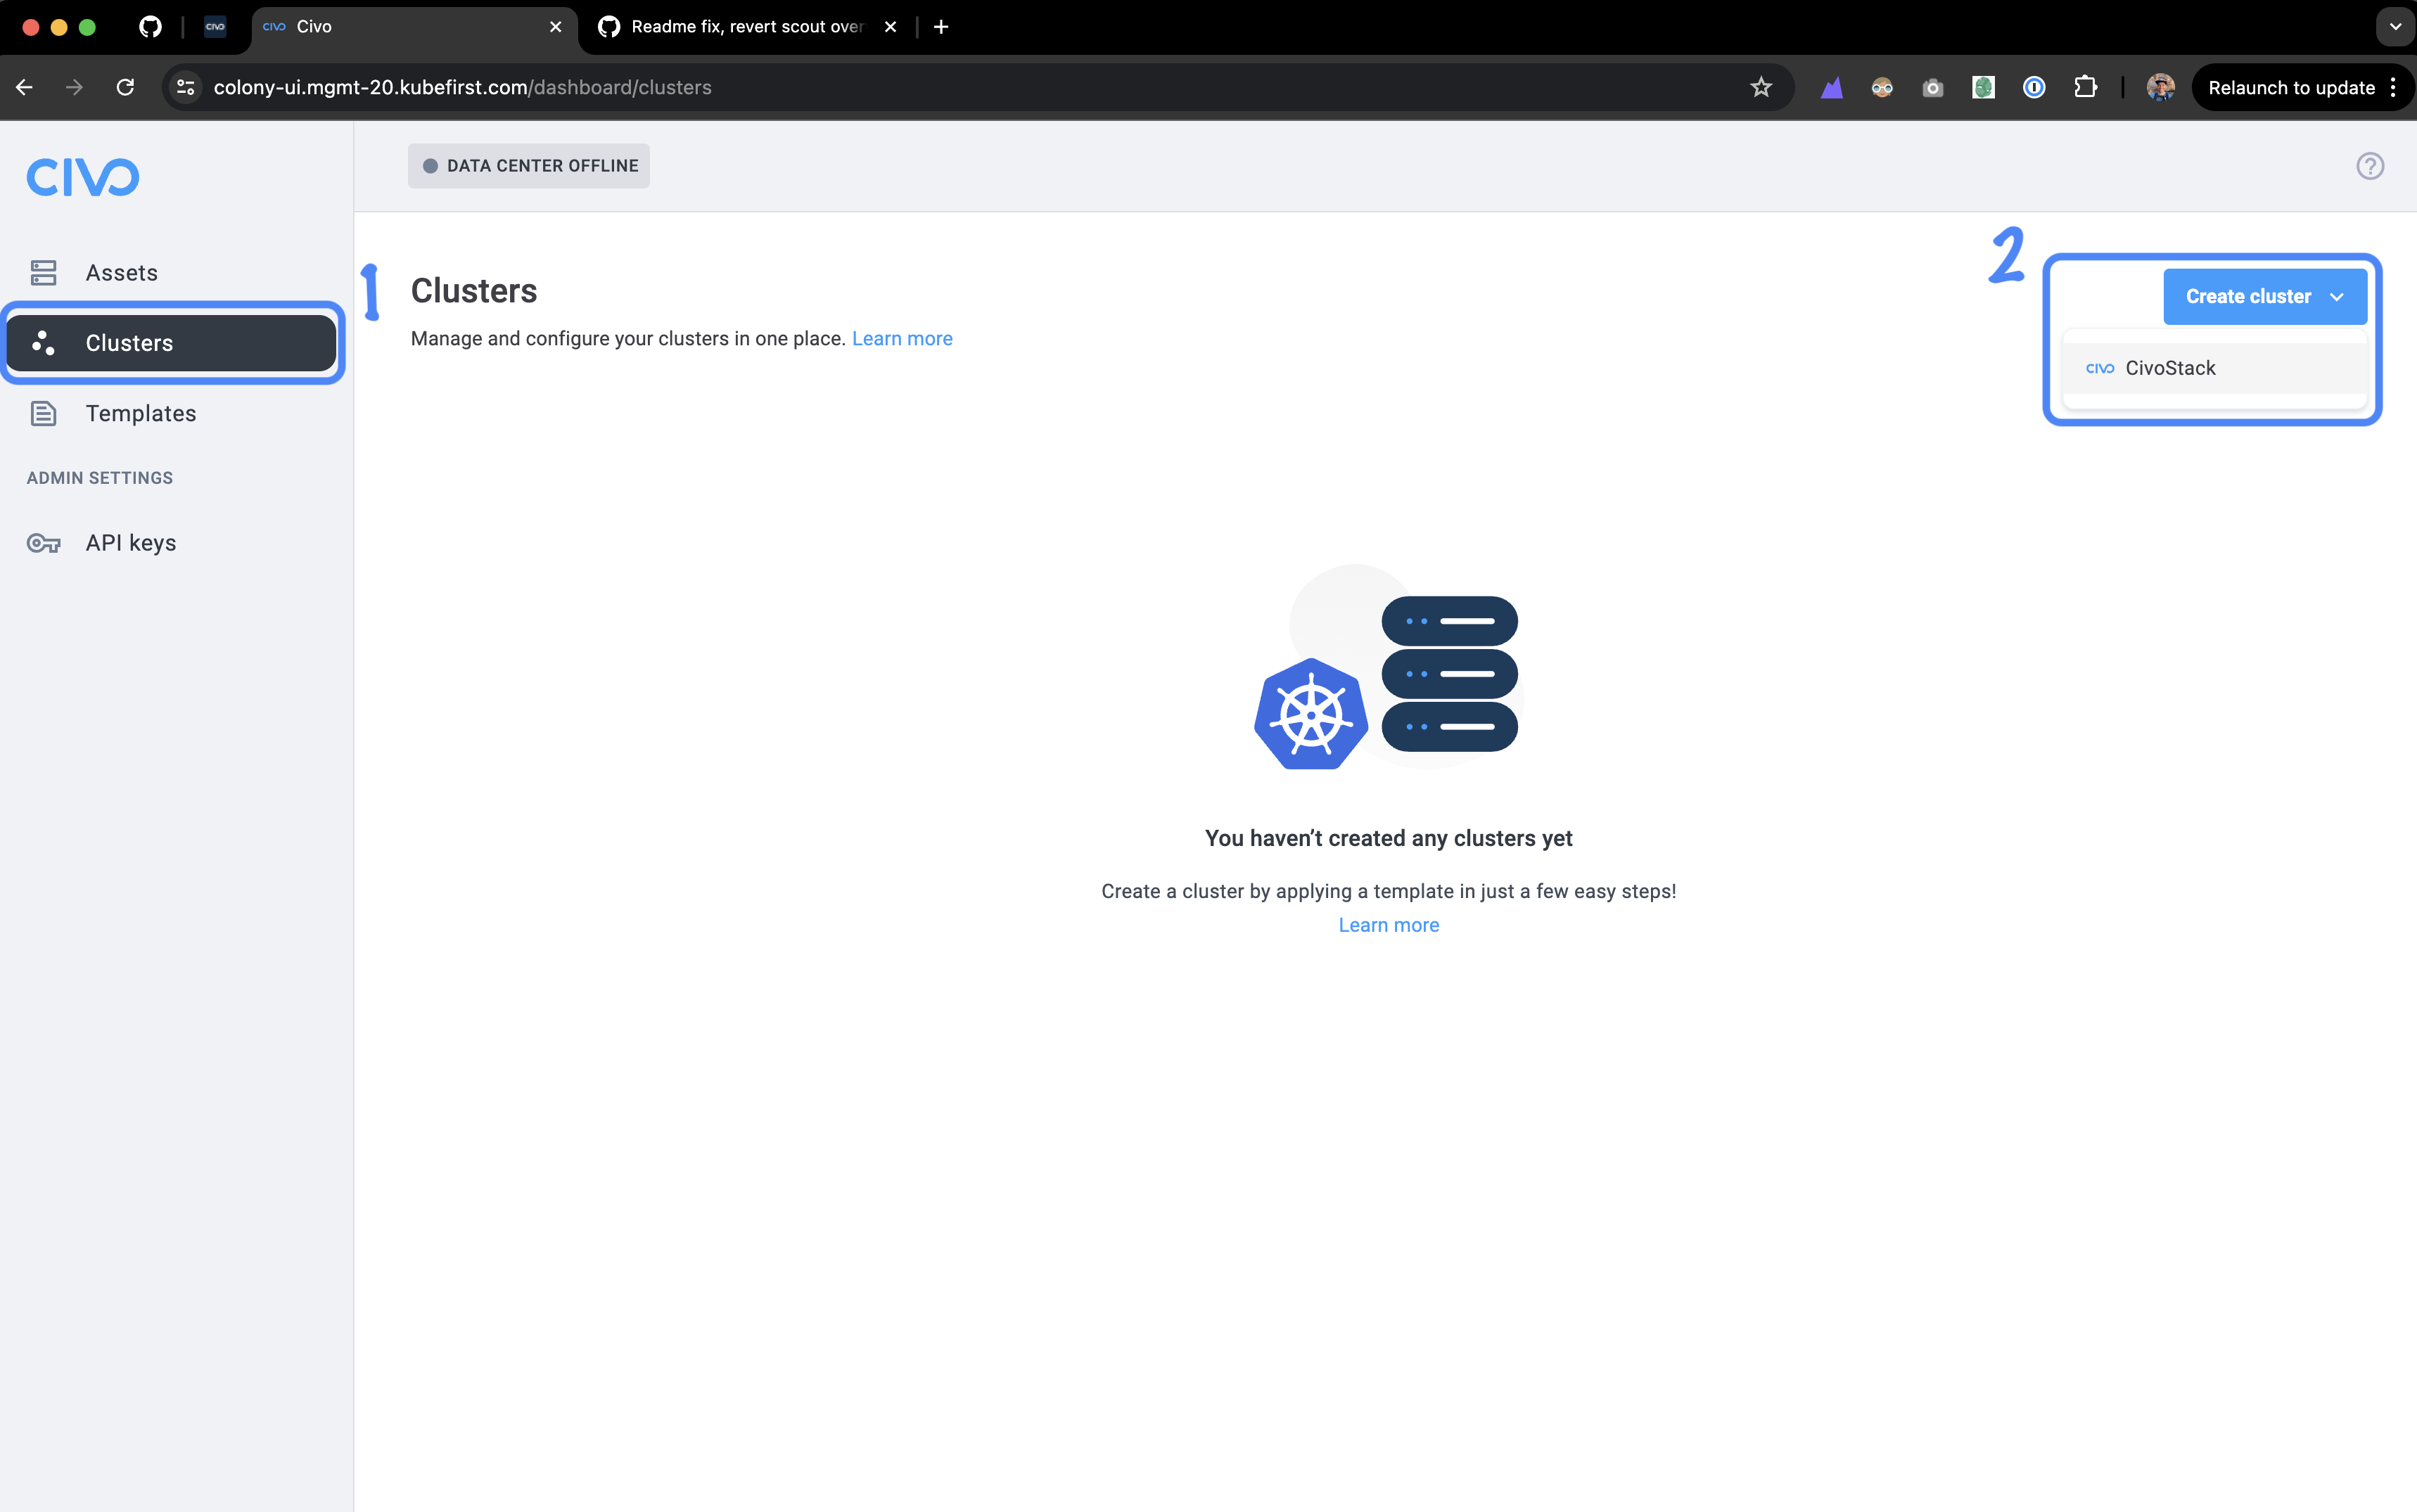 CIVO
Civo
Readme fix, revert scout over
colony-ui.mgmt-20.kubefirst.com/dashboard/clusters
Relaunch to update
CIVO
DATA CENTER OFFLINE
Assets
Clusters
Templates
ADMIN SETTINGS
API keys
1
Clusters
Manage and configure your clusters in one place. Learn more
2
Create cluster
CIVO CivoStack
You haven’t created any clusters yet
Create a cluster by applying a template in just a few easy steps!
Learn more